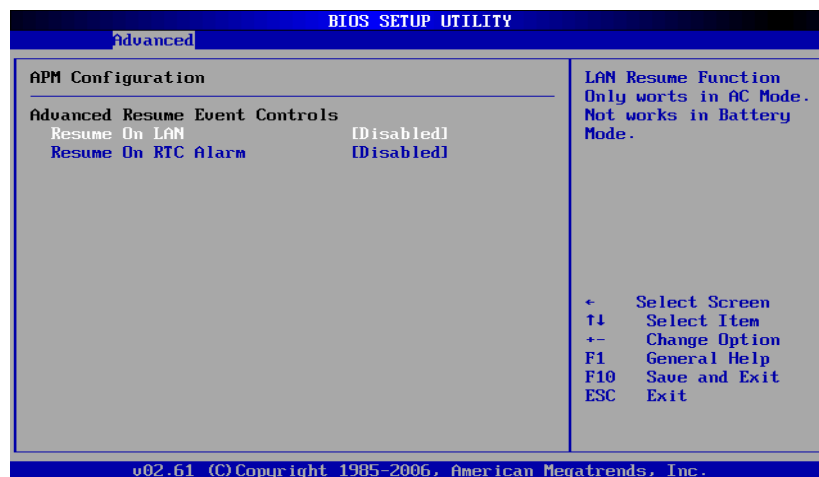 BIOS SETUP UTILITY
Advanced
APM Configuration
Advanced Resume Event Controls
Resume On LAN [Disabled]
Resume On RTC Alarm [Disabled]
LAN Resume Function
Only worts in AC Mode.
Not works in Battery
Mode.
← Select Screen
↑↓ Select Item
+- Change Option
F1 General Help
F10 Save and Exit
ESC Exit
v02.61 (C)Copyright 1985-2006, American Megatrends, Inc.